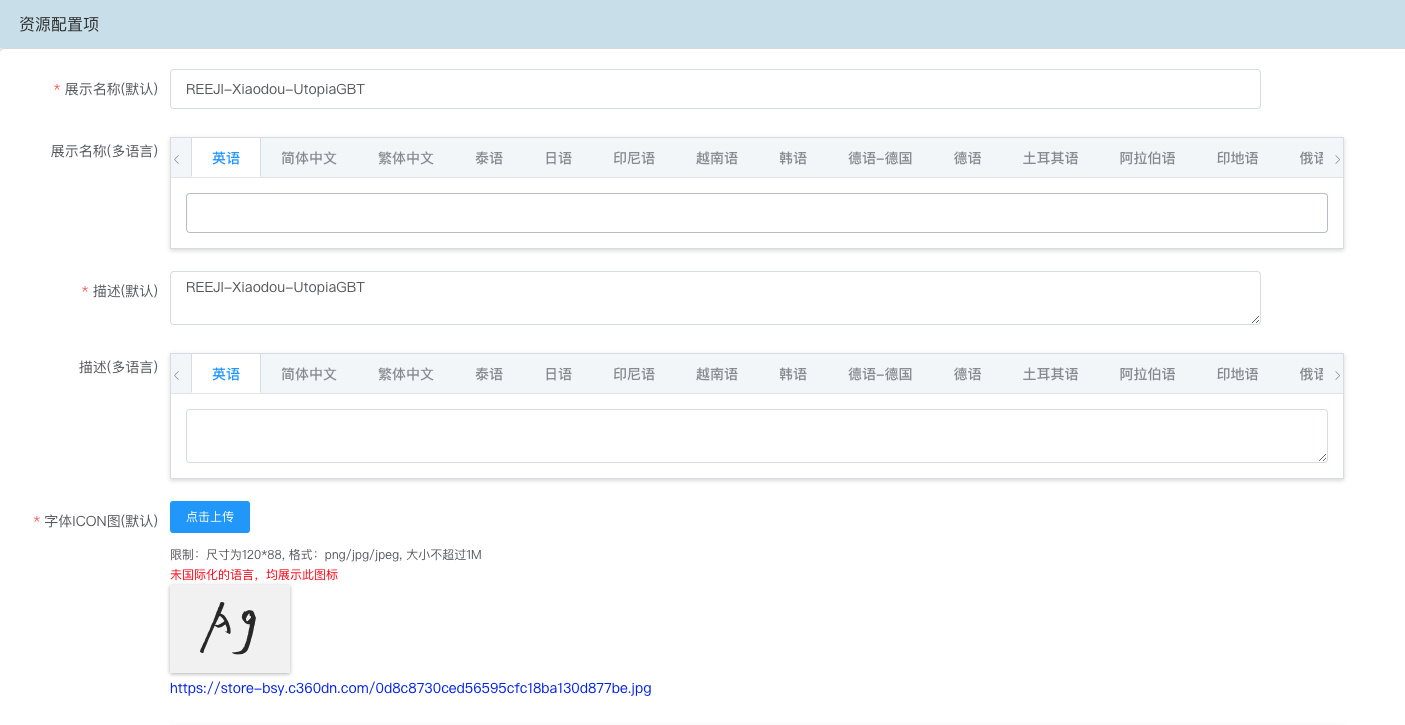 资源配置项
* 展示名称(默认) REEJI-Xiaodou-UtopiaGBT
展示名称(多语言) 英语 简体中文 繁体中文 泰语 日语 印尼语 越南语 韩语 德语-德国 德语 土耳其语 阿拉伯语 印地语 俄语
* 描述(默认) REEJI-Xiaodou-UtopiaGBT
描述(多语言) 英语 简体中文 繁体中文 泰语 日语 印尼语 越南语 韩语 德语-德国 德语 土耳其语 阿拉伯语 印地语 俄语
* 字体ICON图(默认) 点击上传
限制：尺寸为120*88, 格式：png/jpg/jpeg, 大小不超过1M
未国际化的语言，均展示此图标
Ag
https://store-bsy.c360dn.com/0d8c8730ced56595cfc18ba130d877be.jpg